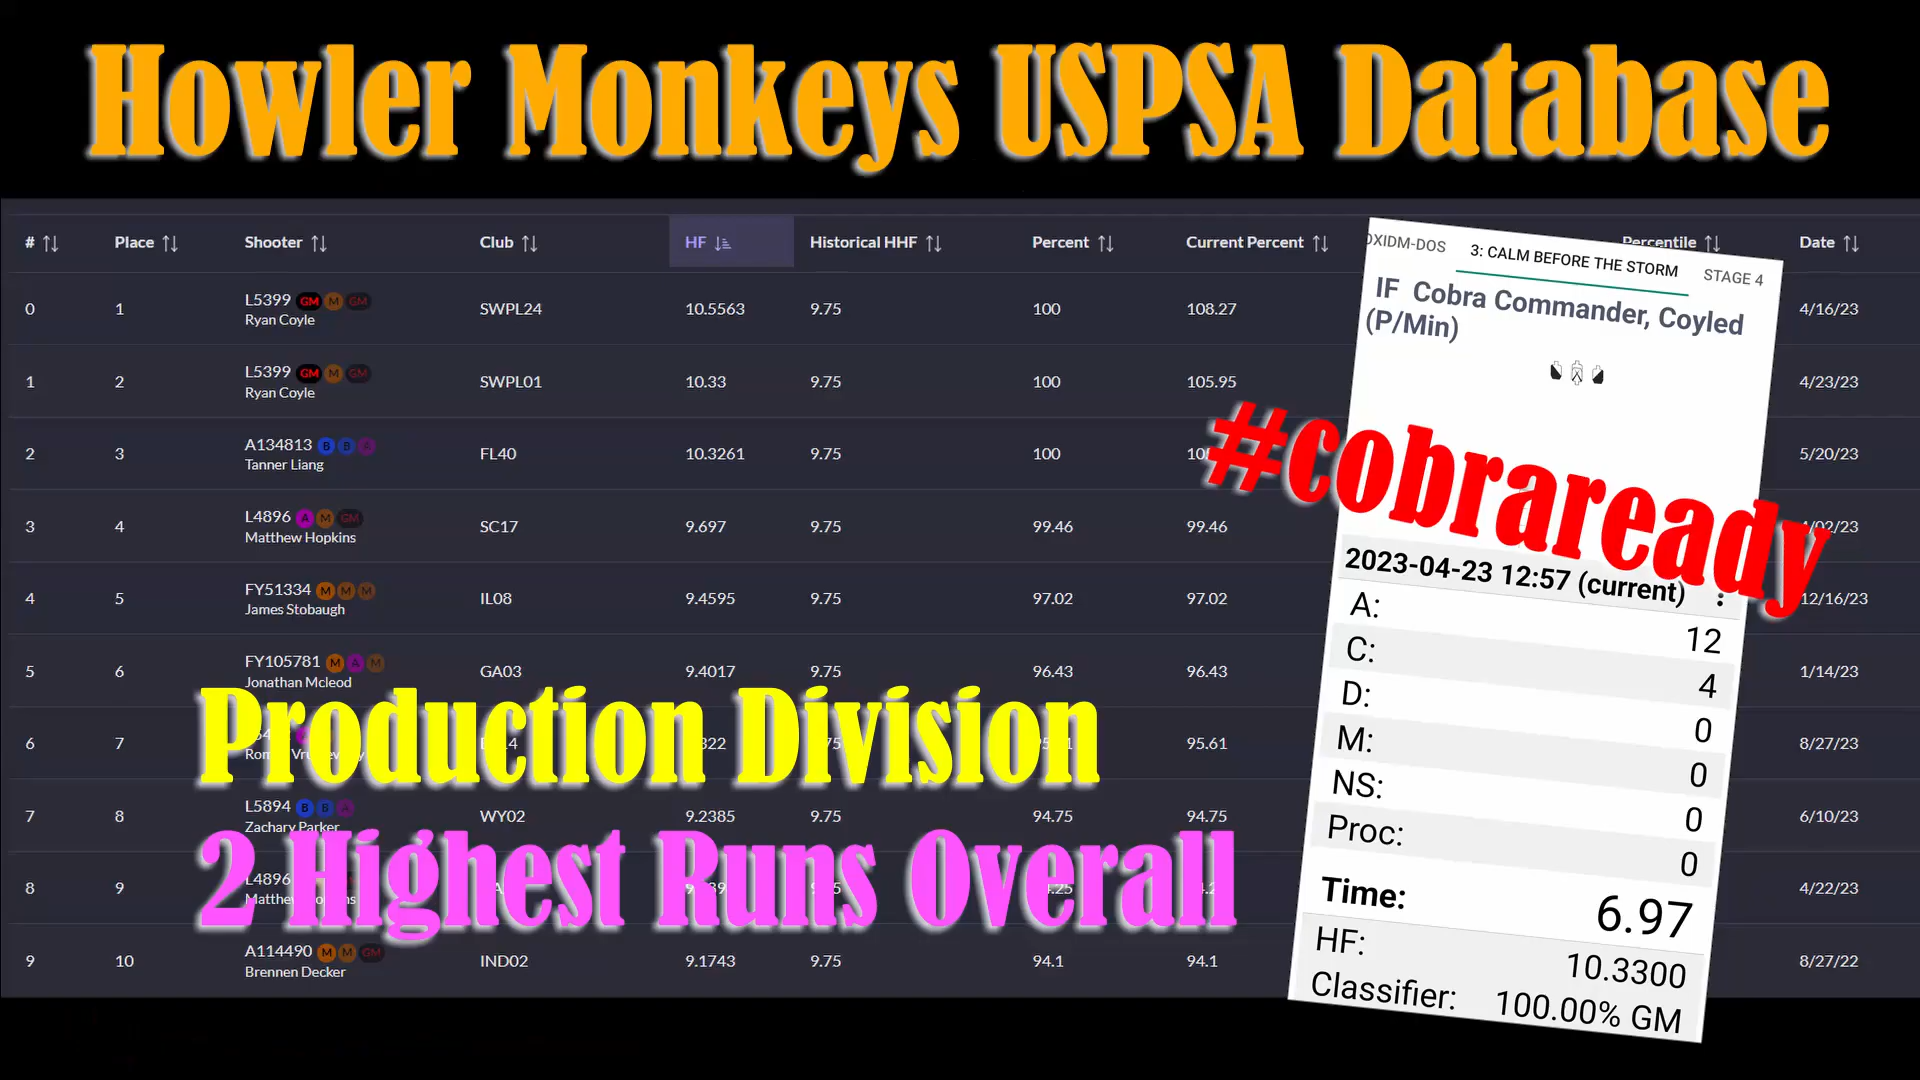 Howler Monkeys USPSA Database
# Place Shooter Club HF Historical HHF Percent Current Percent Percentile Date
0 1 L5399 GM M GM Ryan Coyle SWPL24 10.5563 9.75 100 108.27 4/16/23
1 2 L5399 GM M GM Ryan Coyle SWPL01 10.33 9.75 100 105.95 4/23/23
2 3 A134813 B B A Tanner Liang FL40 10.3261 9.75 100 5/20/23
3 4 L4896 A M GM Matthew Hopkins SC17 9.697 9.75 99.46 99.46
4 5 FY51334 M M M James Stobaugh IL08 9.4595 9.75 97.02 97.02 12/16/23
5 6 FY105781 M A M Jonathan Mcleod GA03 9.4017 9.75 96.43 96.43 1/14/23
6 7 95.61 8/27/23
7 8 L5894 B B A Zachary Parker WY02 9.2385 9.75 94.75 94.75 6/10/23
8 9 L4896 4/22/23
9 10 A114490 M M GM Brennen Decker IND02 9.1743 9.75 94.1 94.1 8/27/22
Production Division
2 Highest Runs Overall
3: CALM BEFORE THE STORM STAGE 4
IF Cobra Commander, Coyled
(P/Min)
#cobraready
2023-04-23 12:57 (current)
A: 12
C: 4
D: 0
M: 0
NS: 0
Proc: 0
Time: 6.97
HF: 10.3300
Classifier: 100.00% GM